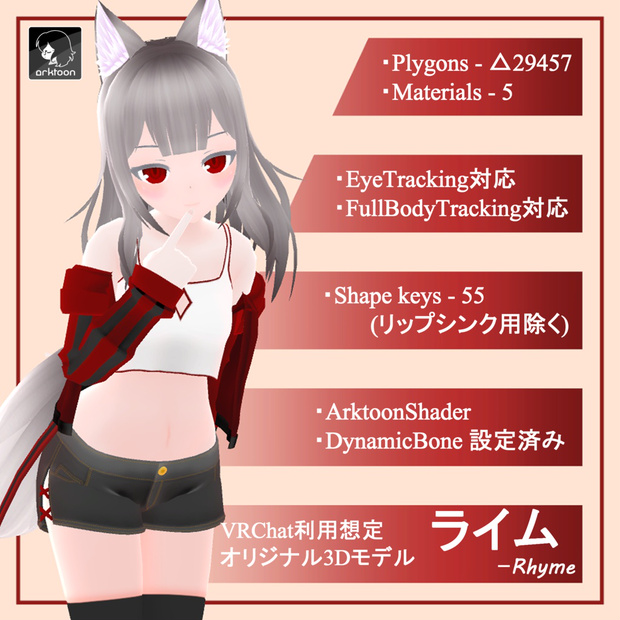 arktoon
・Plygons - △29457
・Materials - 5
・EyeTracking対応
・FullBodyTracking対応
・Shape keys - 55
(リップシンク用除く)
・ArktoonShader
・DynamicBone 設定済み
VRChat利用想定
オリジナル3Dモデル
ライム
-Rhyme